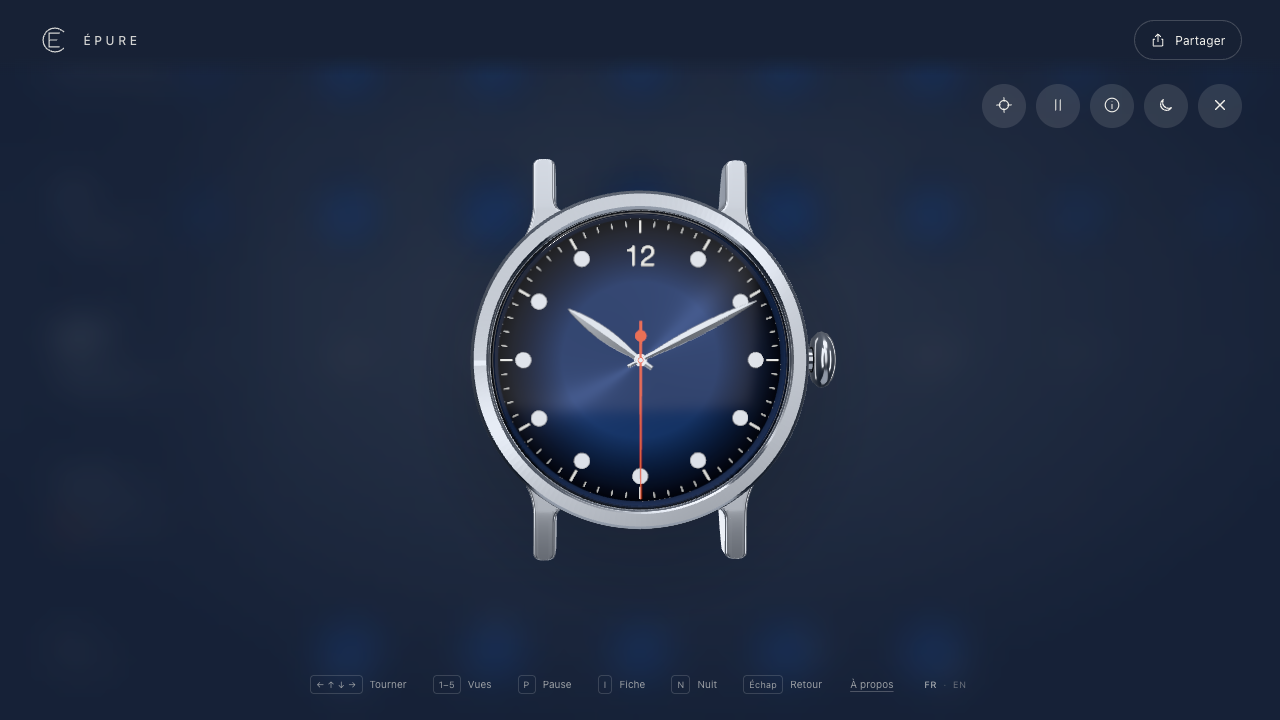 ÉPURE
Partager
12
← ↑ ↓ → Tourner 1–5 Vues P Pause I Fiche N Nuit Échap Retour À propos FR · EN